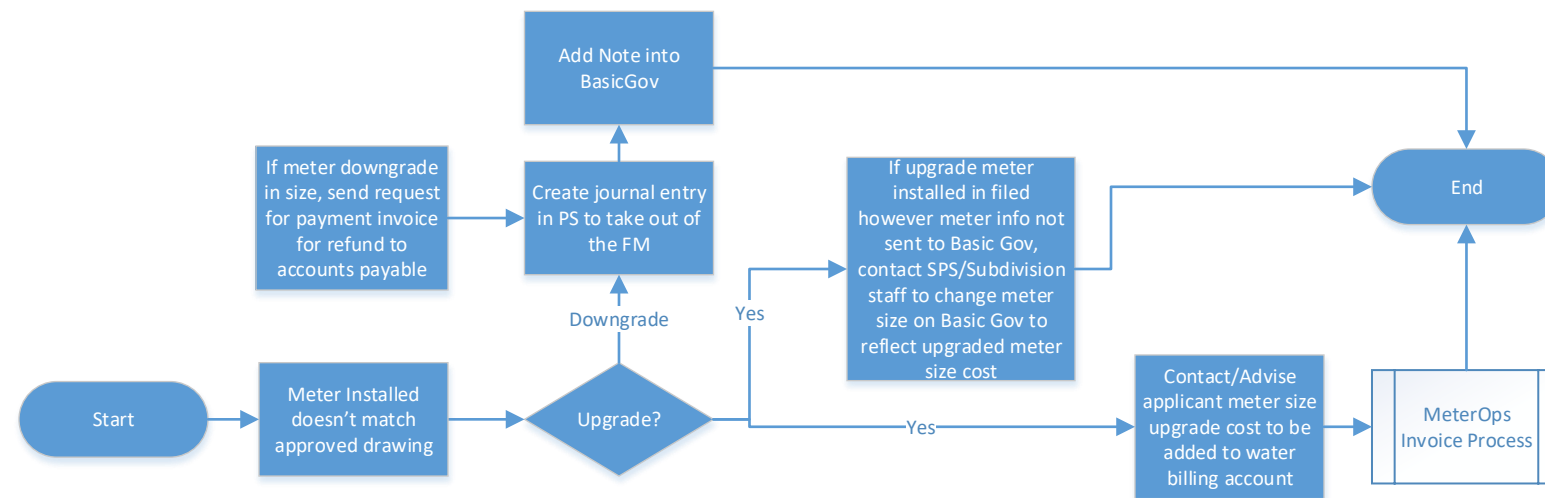 Add Note into
BasicGov
If meter downgrade
in size, send request
for payment invoice
for refund to
accounts payable
Create journal entry
in PS to take out of
the FM
If upgrade meter
installed in filed
however meter info not
sent to Basic Gov,
contact SPS/Subdivision
staff to change meter
size on Basic Gov to
reflect upgraded meter
size cost
End
Downgrade
Yes
Start
Meter Installed
doesn’t match
approved drawing
Upgrade?
Yes
Contact/Advise
applicant meter size
upgrade cost to be
added to water
billing account
MeterOps
Invoice Process